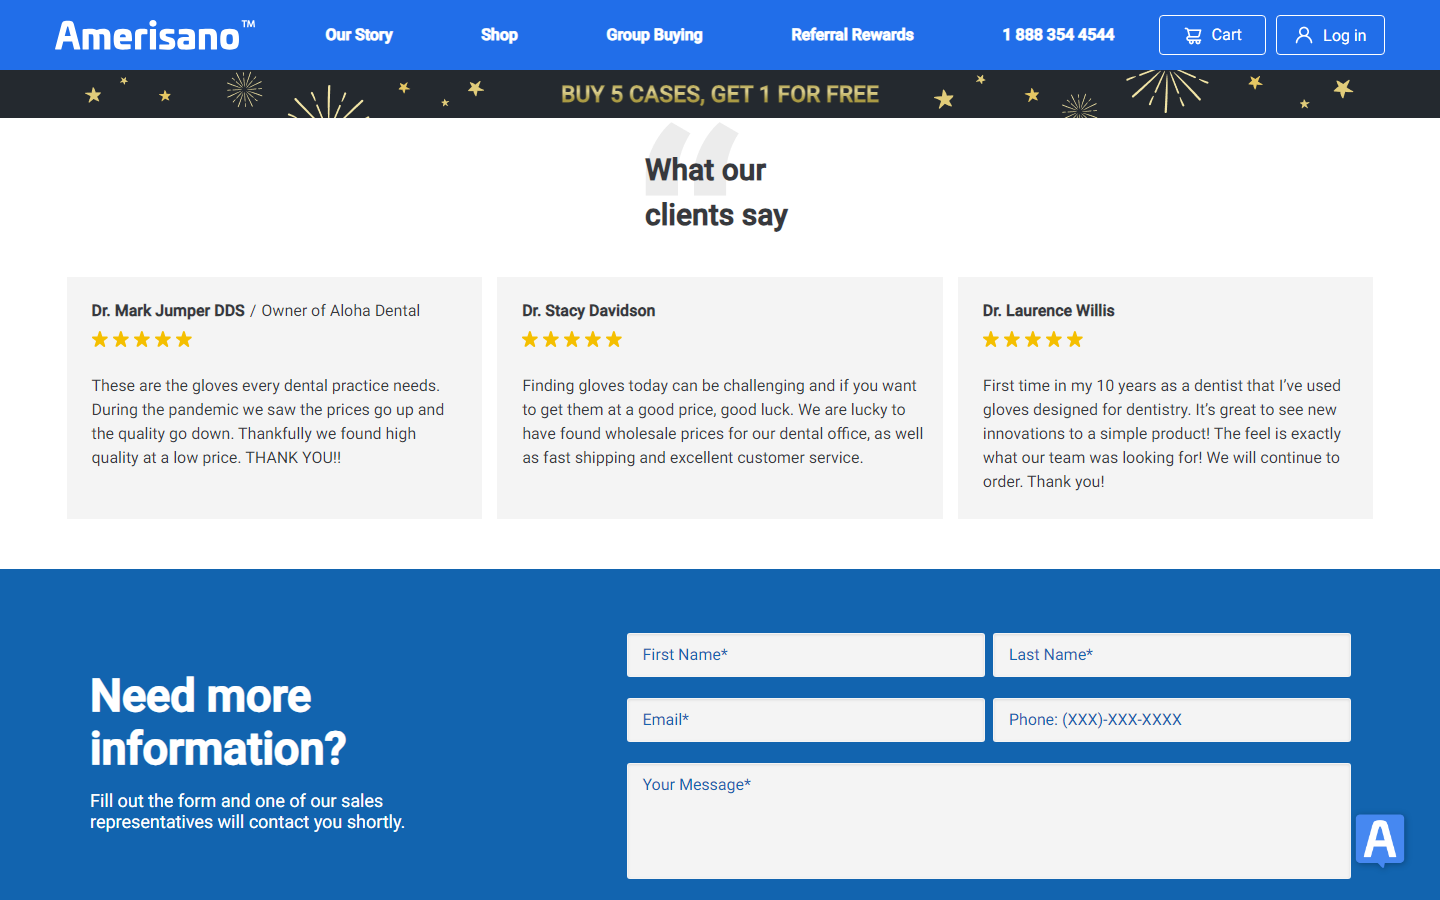 Amerisano™
Our Story
Shop
Group Buying
Referral Rewards
1 888 354 4544
Cart
Log in
BUY 5 CASES, GET 1 FOR FREE
“
What our
clients say
Dr. Mark Jumper DDS / Owner of Aloha Dental
These are the gloves every dental practice needs.
During the pandemic we saw the prices go up and
the quality go down. Thankfully we found high
quality at a low price. THANK YOU!!
Dr. Stacy Davidson
Finding gloves today can be challenging and if you want
to get them at a good price, good luck. We are lucky to
have found wholesale prices for our dental office, as well
as fast shipping and excellent customer service.
Dr. Laurence Willis
First time in my 10 years as a dentist that I’ve used
gloves designed for dentistry. It’s great to see new
innovations to a simple product! The feel is exactly
what our team was looking for! We will continue to
order. Thank you!
Need more
information?
Fill out the form and one of our sales
representatives will contact you shortly.
First Name*
Last Name*
Email*
Phone: (XXX)-XXX-XXXX
Your Message*
A